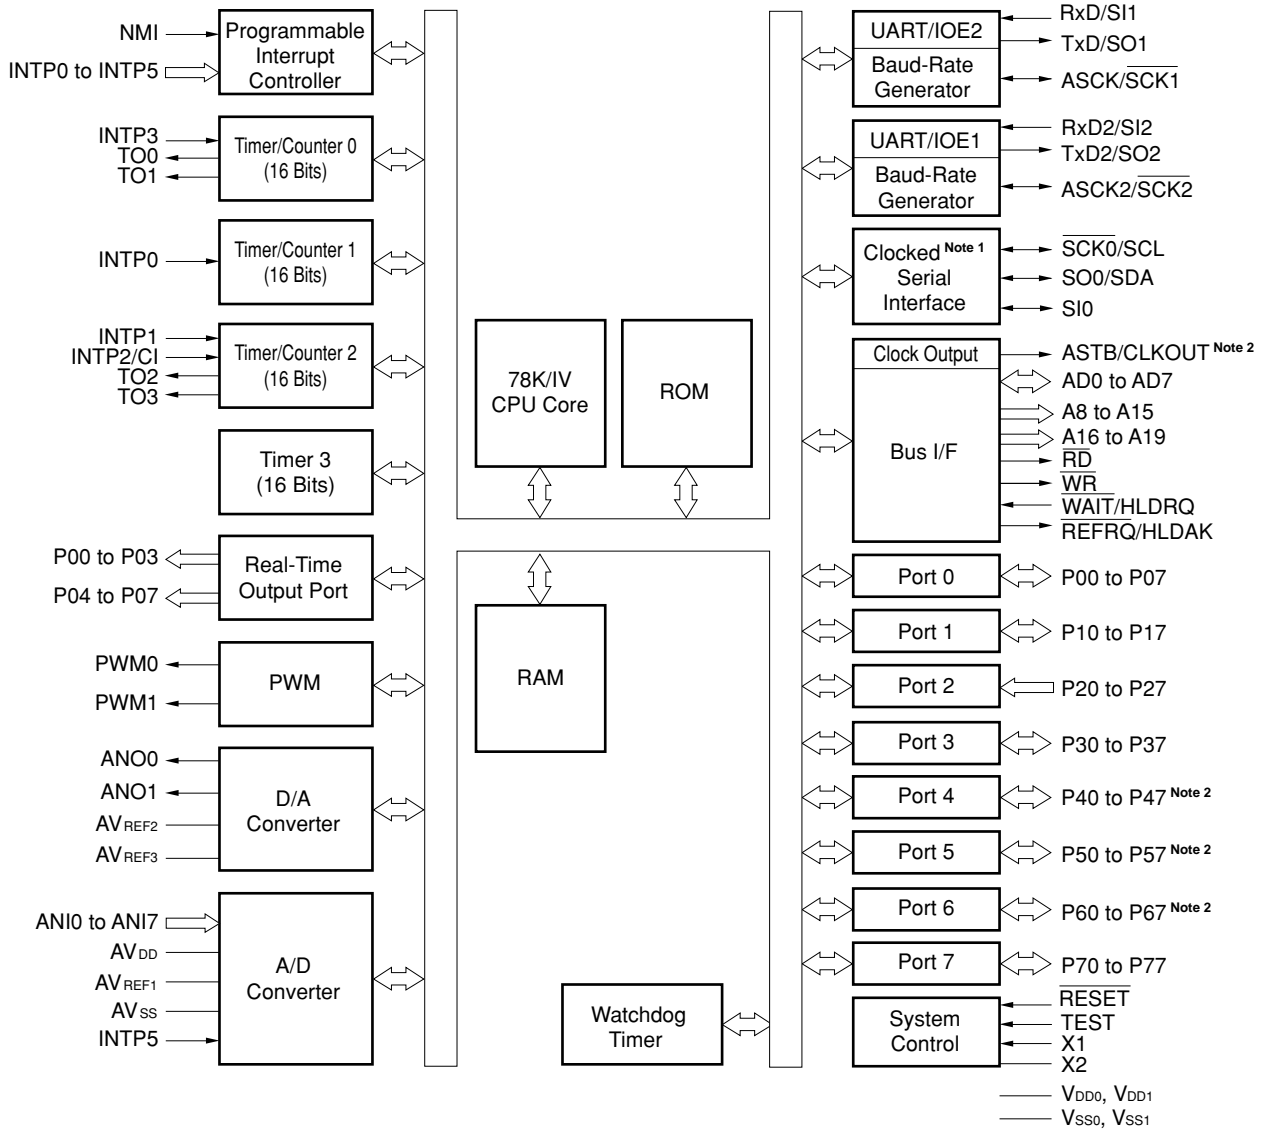 NMI
INTP0 to INTP5
Programmable
Interrupt
Controller
INTP3
TO0
TO1
Timer/Counter 0
(16 Bits)
INTP0
Timer/Counter 1
(16 Bits)
INTP1
INTP2/CI
TO2
TO3
Timer/Counter 2
(16 Bits)
Timer 3
(16 Bits)
P00 to P03
P04 to P07
Real-Time
Output Port
PWM0
PWM1
PWM
ANO0
ANO1
AVREF2
AVREF3
D/A
Converter
ANI0 to ANI7
AVDD
AVREF1
AVSS
INTP5
A/D
Converter
78K/IV
CPU Core
ROM
RAM
Watchdog
Timer
UART/IOE2
Baud-Rate
Generator
RxD/SI1
TxD/SO1
ASCK/SCK1
UART/IOE1
Baud-Rate
Generator
RxD2/SI2
TxD2/SO2
ASCK2/SCK2
Clocked Note 1
Serial
Interface
SCK0/SCL
SO0/SDA
SI0
Clock Output
Bus I/F
ASTB/CLKOUT Note 2
AD0 to AD7
A8 to A15
A16 to A19
RD
WR
WAIT/HLDRQ
REFRQ/HLDAK
Port 0
P00 to P07
Port 1
P10 to P17
Port 2
P20 to P27
Port 3
P30 to P37
Port 4
P40 to P47 Note 2
Port 5
P50 to P57 Note 2
Port 6
P60 to P67 Note 2
Port 7
P70 to P77
System
Control
RESET
TEST
X1
X2
VDD0, VDD1
VSS0, VSS1